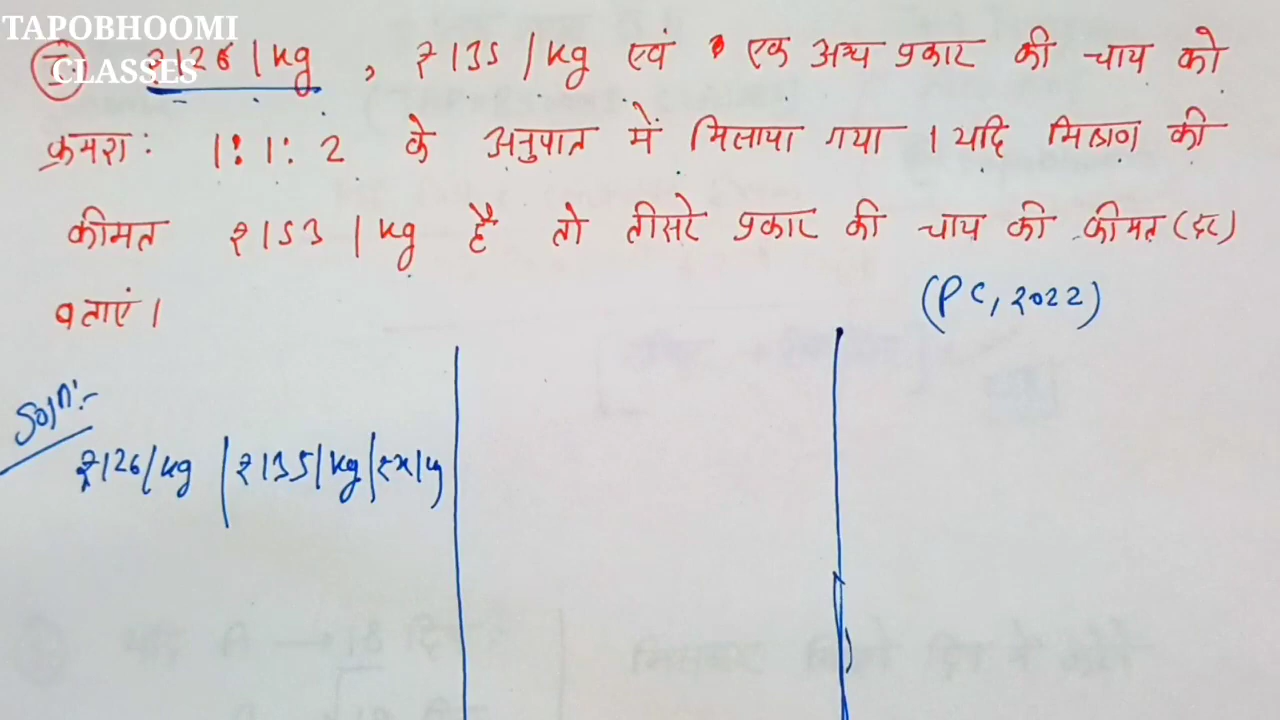 TAPOBHOOMI
CLASSES
₹126/kg , ₹135/kg एवं एक अन्य प्रकार की चाय को
क्रमशः 1:1:2 के अनुपात में मिलाया गया । यदि मिश्रण की
कीमत ₹153/kg है तो तीसरे प्रकार की चाय की कीमत (दर)
बताएं ।
(PC, 2022)
Soln:-
₹126/kg | ₹135/kg | ₹x/kg